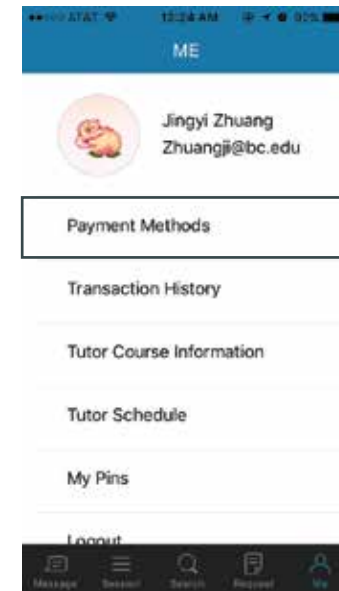 AT&T 12:24 AM 92%
ME
Jingyi Zhuang
Zhuangji@bc.edu
Payment Methods
Transaction History
Tutor Course Information
Tutor Schedule
My Pins
Logout
Message Session Search Request Me